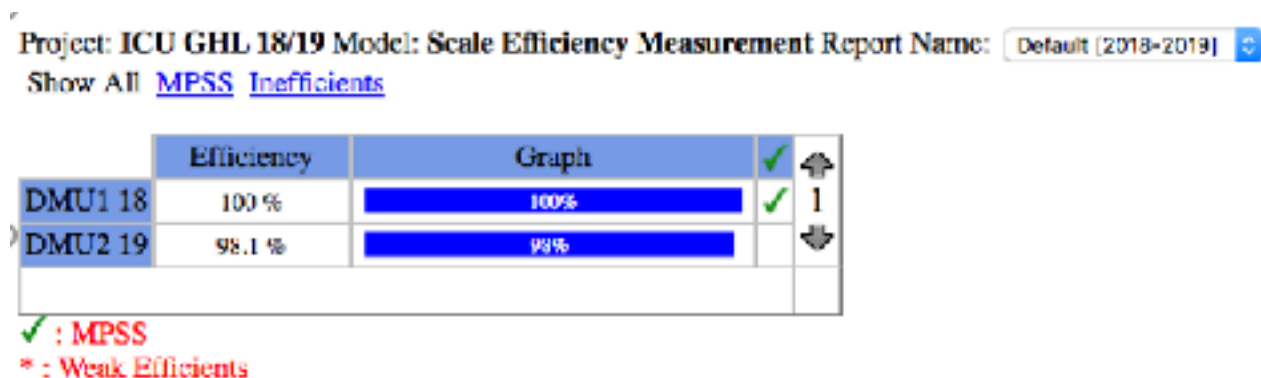 Project: ICU GHL 18/19 Model: Scale Efficiency Measurement Report Name: Default [2018-2019]
Show All MPSS Inefficients
Efficiency Graph ✓
DMU1 18 100 % 100% ✓ 1
DMU2 19 98.1 % 98%
✓ : MPSS
* : Weak Efficients